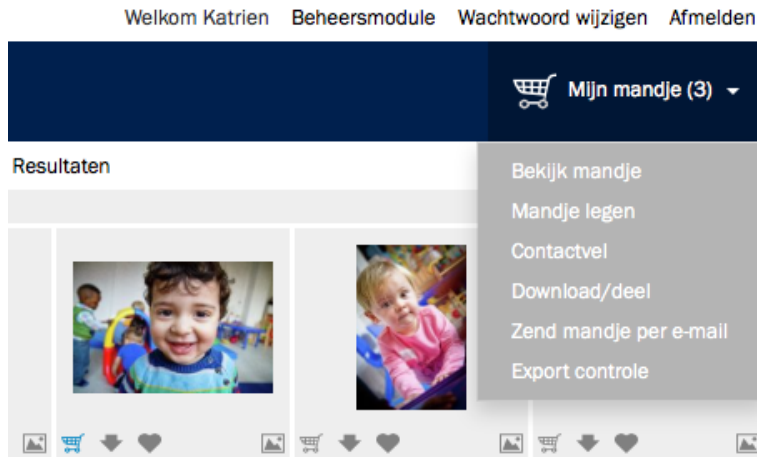 Welkom Katrien Beheersmodule Wachtwoord wijzigen Afmelden
Mijn mandje (3)
Resultaten
Bekijk mandje
Mandje legen
Contactvel
Download/deel
Zend mandje per e-mail
Export controle